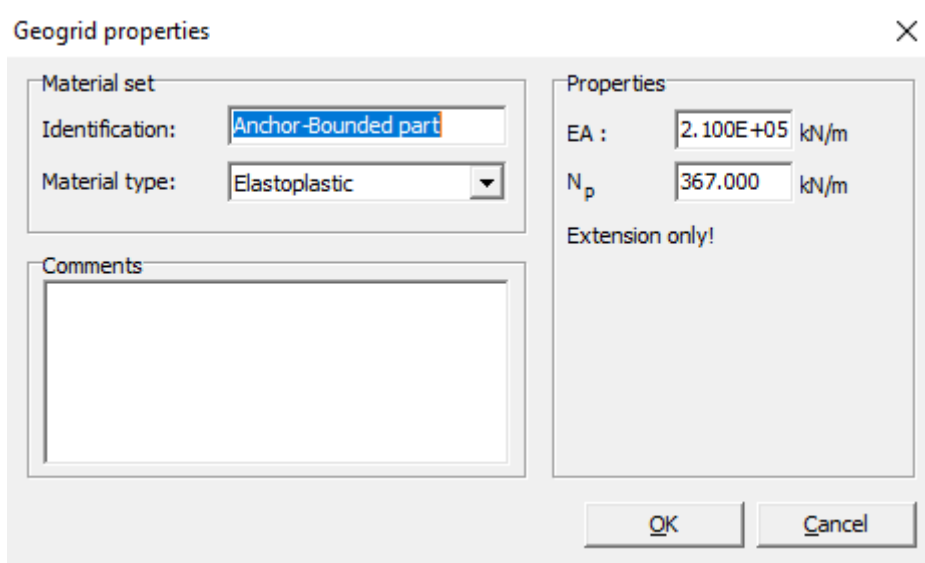 Geogrid properties
Material set
Identification: Anchor-Bounded part
Material type: Elastoplastic
Comments
Properties
EA : 2.100E+05 kN/m
Np 367.000 kN/m
Extension only!
OK Cancel